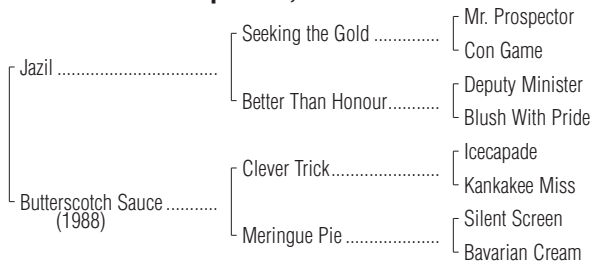 Mr. Prospector
Seeking the Gold ..............
Con Game
Jazil ..................................
Deputy Minister
Better Than Honour...........
Blush With Pride
Icecapade
Clever Trick.......................
Kankakee Miss
Butterscotch Sauce ...........
(1988)
Silent Screen
Meringue Pie ....................
Bavarian Cream